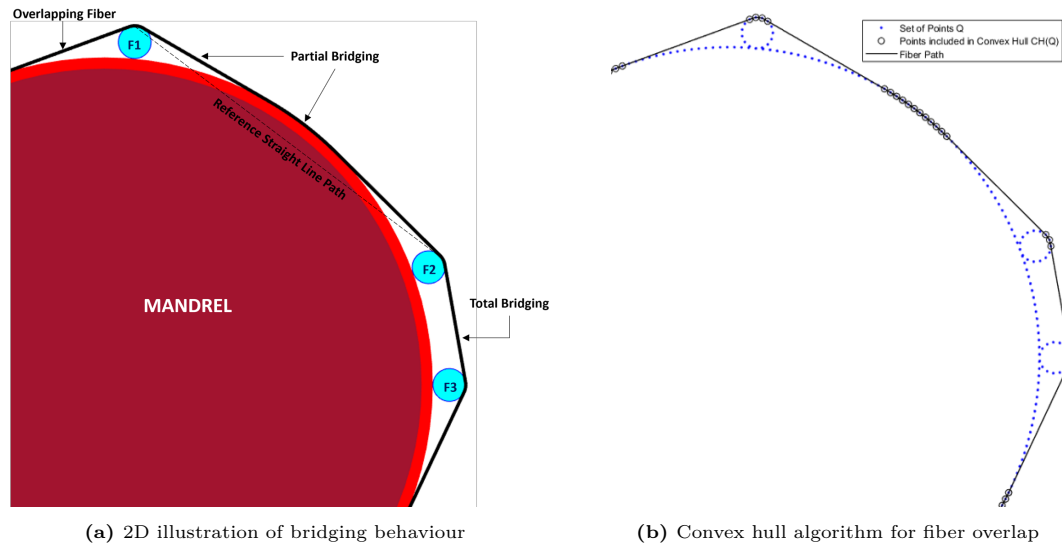 Overlapping Fiber
F1
Partial Bridging
Reference Straight Line Path
F2
MANDREL
Total Bridging
F3
Set of Points Q
Points included in Convex Hull CH(Q)
Fiber Path
(a) 2D illustration of bridging behaviour
(b) Convex hull algorithm for fiber overlap